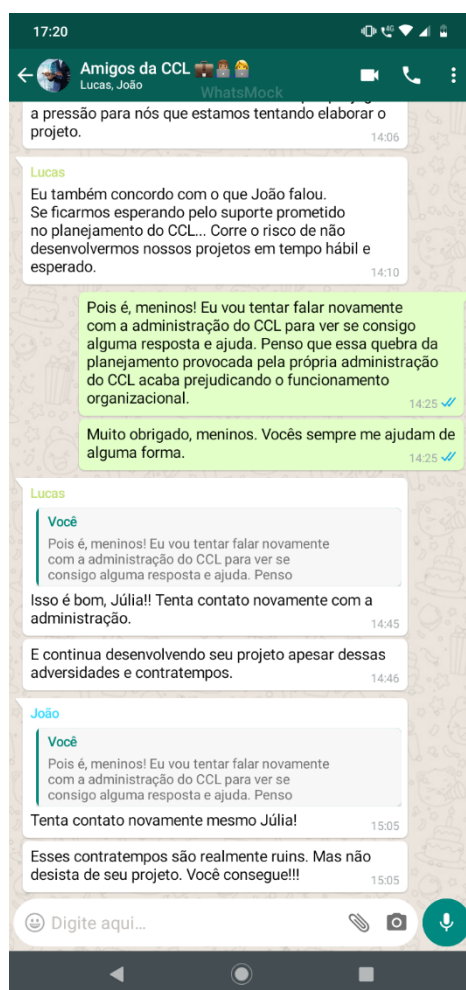 17:20
4G
Amigos da CCL
Lucas, João
WhatsMock
a pressão para nós que estamos tentando elaborar o
projeto.
14:06
Lucas
Eu também concordo com o que João falou.
Se ficarmos esperando pelo suporte prometido
no planejamento do CCL... Corre o risco de não
desenvolvermos nossos projetos em tempo hábil e
esperado.
14:10
Pois é, meninos! Eu vou tentar falar novamente
com a administração do CCL para ver se consigo
alguma resposta e ajuda. Penso que essa quebra da
planejamento provocada pela própria administração
do CCL acaba prejudicando o funcionamento
organizacional.
14:25
Muito obrigado, meninos. Vocês sempre me ajudam de
alguma forma.
14:25
Lucas
Você
Pois é, meninos! Eu vou tentar falar novamente
com a administração do CCL para ver se
consigo alguma resposta e ajuda. Penso
Isso é bom, Júlia!! Tenta contato novamente com a
administração.
14:45
E continua desenvolvendo seu projeto apesar dessas
adversidades e contratempos.
14:46
João
Você
Pois é, meninos! Eu vou tentar falar novamente
com a administração do CCL para ver se
consigo alguma resposta e ajuda. Penso
Tenta contato novamente mesmo Júlia!
15:05
Esses contratempos são realmente ruins. Mas não
desista de seu projeto. Você consegue!!!
15:05
Digite aqui...